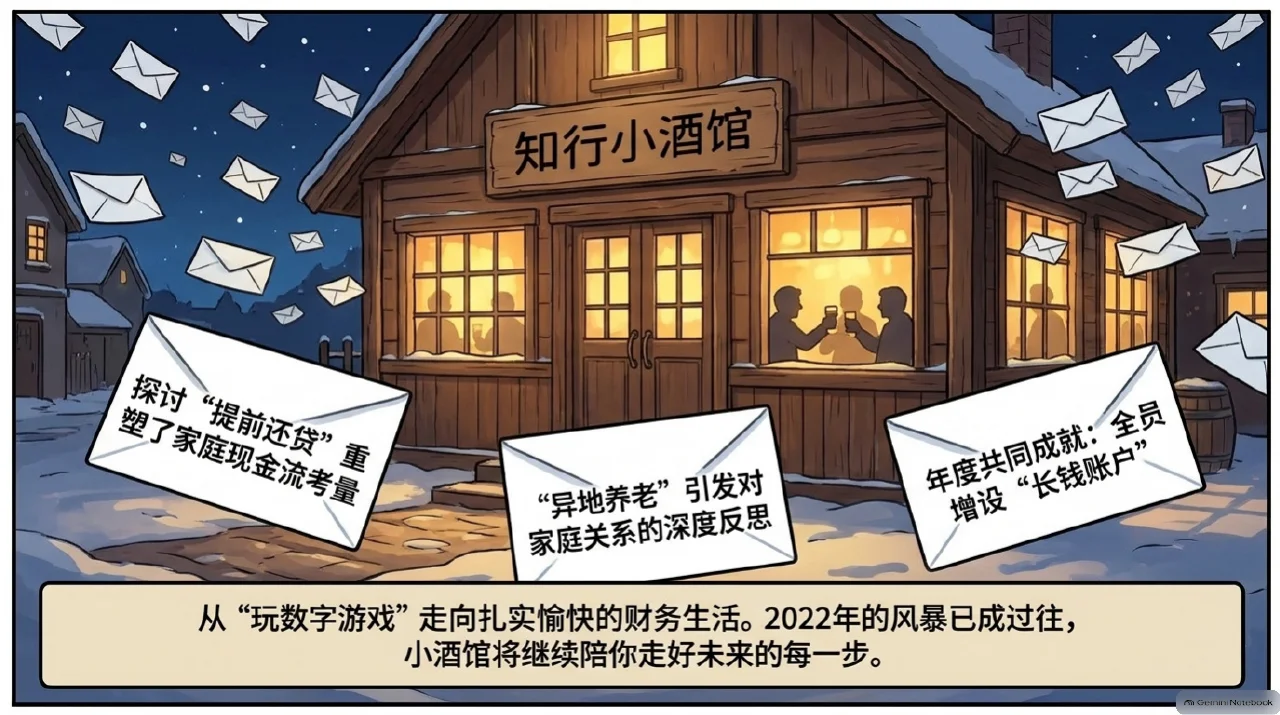 知行小酒馆
探讨“提前还贷”重
塑了家庭现金流考量
“异地养老”引发对
家庭关系的深度反思
年度共同成就：全员
增设“长钱账户”
从“玩数字游戏”走向扎实愉快的财务生活。2022年的风暴已成过往，
小酒馆将继续陪你走好未来的每一步。
Gemini Notebook